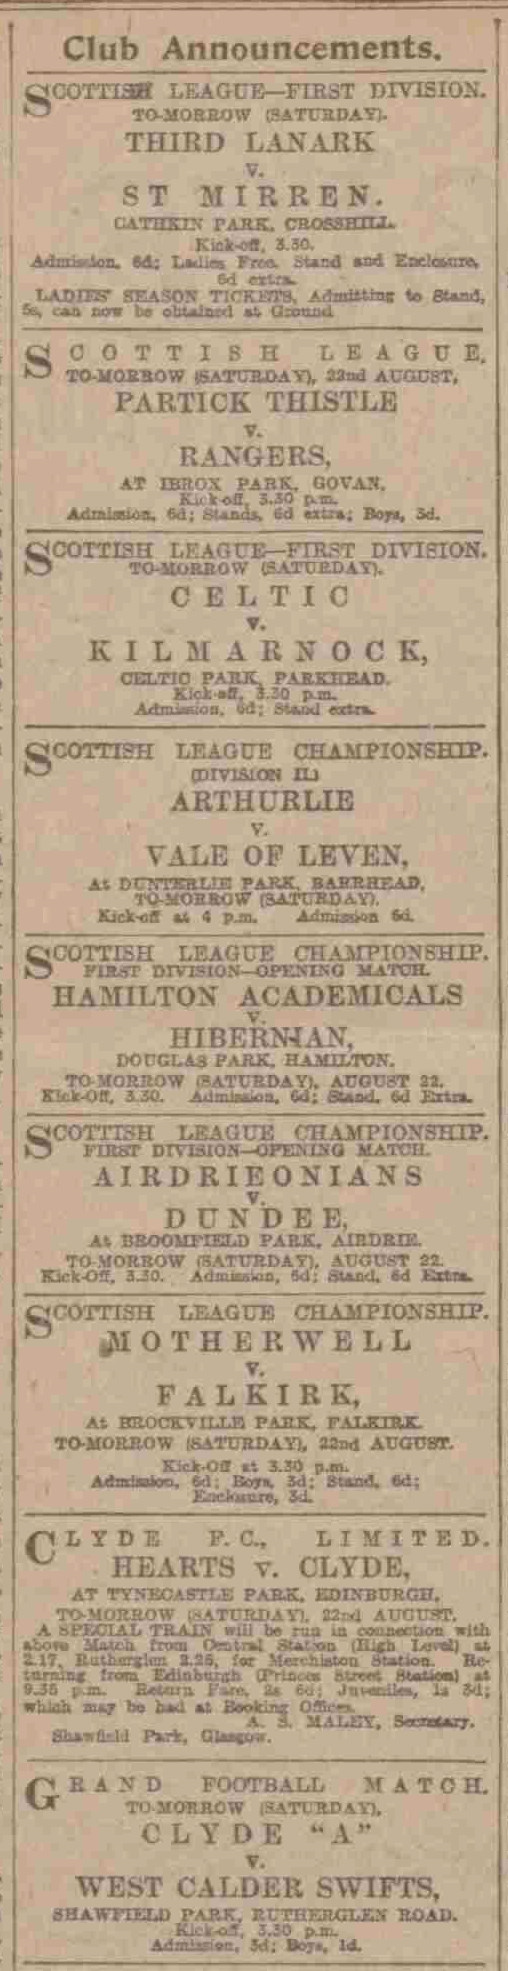 Club Announcements.
SCOTTISH LEAGUE—FIRST DIVISION.
TO-MORROW (SATURDAY).
THIRD LANARK
v.
ST MIRREN.
CATHKIN PARK, CROSSHILL.
Kick-off, 3.30.
Admission, 6d; Ladies Free. Stand and Enclosure,
6d extra.
LADIES' SEASON TICKETS, Admitting to Stand,
5s, can now be obtained at Ground
SCOTTISH LEAGUE,
TO-MORROW (SATURDAY), 22nd AUGUST,
PARTICK THISTLE
v.
RANGERS,
AT IBROX PARK, GOVAN,
Kick-off, 3.30 p.m.
Admission, 6d; Stands, 6d extra; Boys, 3d.
SCOTTISH LEAGUE—FIRST DIVISION.
TO-MORROW (SATURDAY).
CELTIC
v.
KILMARNOCK,
CELTIC PARK, PARKHEAD.
Kick-off, 3.30 p.m.
Admission, 6d; Stand extra.
SCOTTISH LEAGUE CHAMPIONSHIP.
(DIVISION II.)
ARTHURLIE
v.
VALE OF LEVEN,
At DUNTERLIE PARK, BARRHEAD,
TO-MORROW (SATURDAY).
Kick-off at 4 p.m. Admission 6d.
SCOTTISH LEAGUE CHAMPIONSHIP.
FIRST DIVISION—OPENING MATCH.
HAMILTON ACADEMICALS
v.
HIBERNIAN,
DOUGLAS PARK, HAMILTON.
TO-MORROW (SATURDAY), AUGUST 22.
Kick-Off, 3.30. Admission, 6d; Stand, 6d Extra.
SCOTTISH LEAGUE CHAMPIONSHIP.
FIRST DIVISION—OPENING MATCH.
AIRDRIEONIANS
v.
DUNDEE,
At BROOMFIELD PARK, AIRDRIE.
TO-MORROW (SATURDAY), AUGUST 22.
Kick-Off, 3.30. Admission, 6d; Stand, 6d Extra.
SCOTTISH LEAGUE CHAMPIONSHIP.
MOTHERWELL
v.
FALKIRK,
At BROCKVILLE PARK, FALKIRK.
TO-MORROW (SATURDAY), 22nd AUGUST.
Kick-Off at 3.30 p.m.
Admission, 6d; Boys, 3d; Stand, 6d;
Enclosure, 3d.
CLYDE F.C., LIMITED.
HEARTS v. CLYDE,
AT TYNECASTLE PARK, EDINBURGH,
TO-MORROW (SATURDAY), 22nd AUGUST.
A SPECIAL TRAIN will be run in connection with
above Match from Central Station (High Level) at
2.17, Rutherglen 2.25, for Merchiston Station. Re-
turning from Edinburgh (Princes Street Station) at
9.35 p.m. Return Fare, 2s 6d; Juveniles, 1s 3d;
which may be had at Booking Offices.
A. S. MALEY, Secretary.
Shawfield Park, Glasgow.
GRAND FOOTBALL MATCH.
TO-MORROW (SATURDAY),
CLYDE "A"
v.
WEST CALDER SWIFTS,
SHAWFIELD PARK, RUTHERGLEN ROAD.
Kick-off, 3.30 p.m.
Admission, 3d; Boys, 1d.